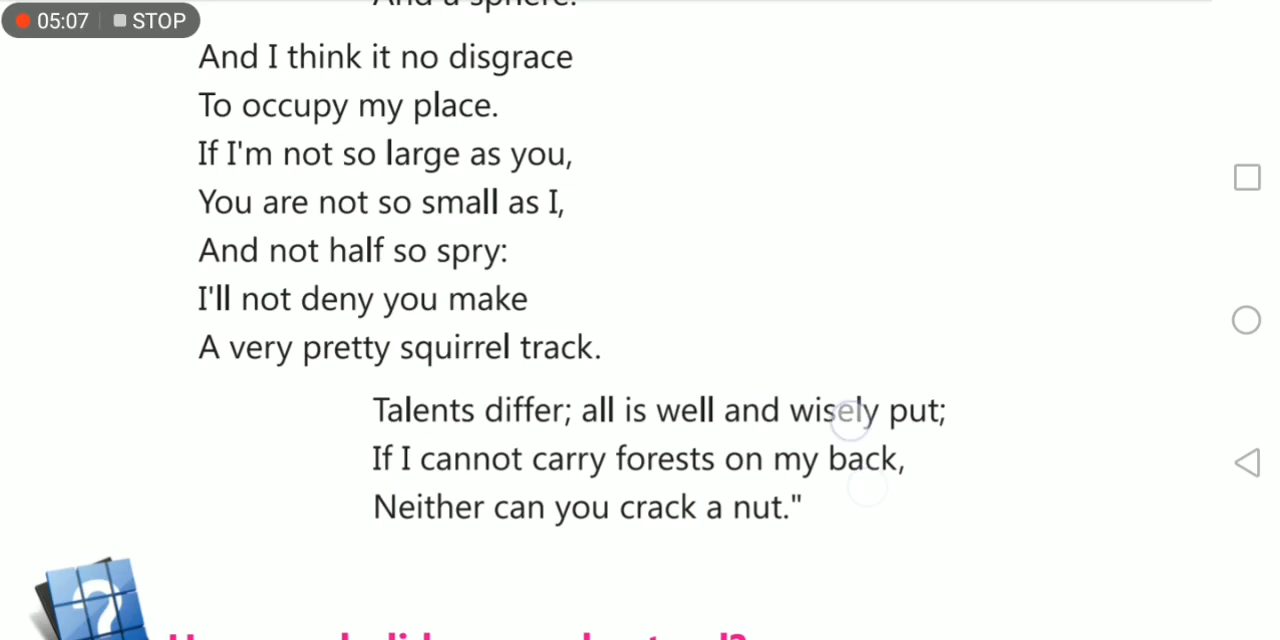 05:07 STOP
And a sphere.
And I think it no disgrace
To occupy my place.
If I'm not so large as you,
You are not so small as I,
And not half so spry:
I'll not deny you make
A very pretty squirrel track.
Talents differ; all is well and wisely put;
If I cannot carry forests on my back,
Neither can you crack a nut."